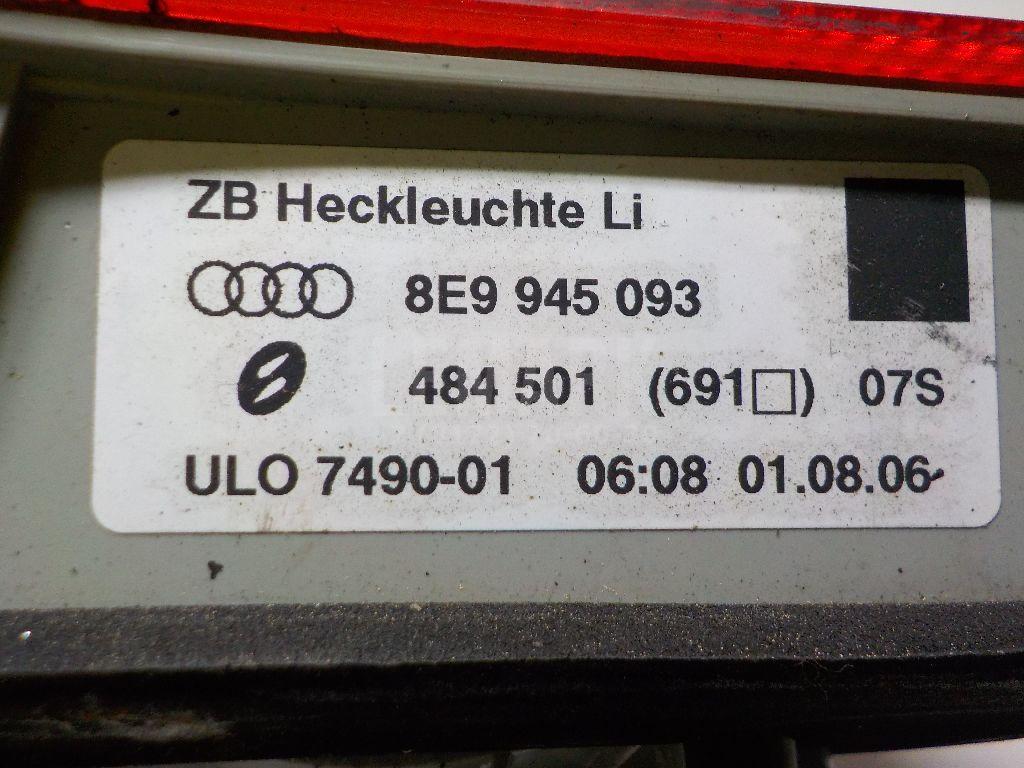 ZB Heckleuchte Li
8E9 945 093
484 501 (691□) 07S
ULO 7490-01 06:08 01.08.06